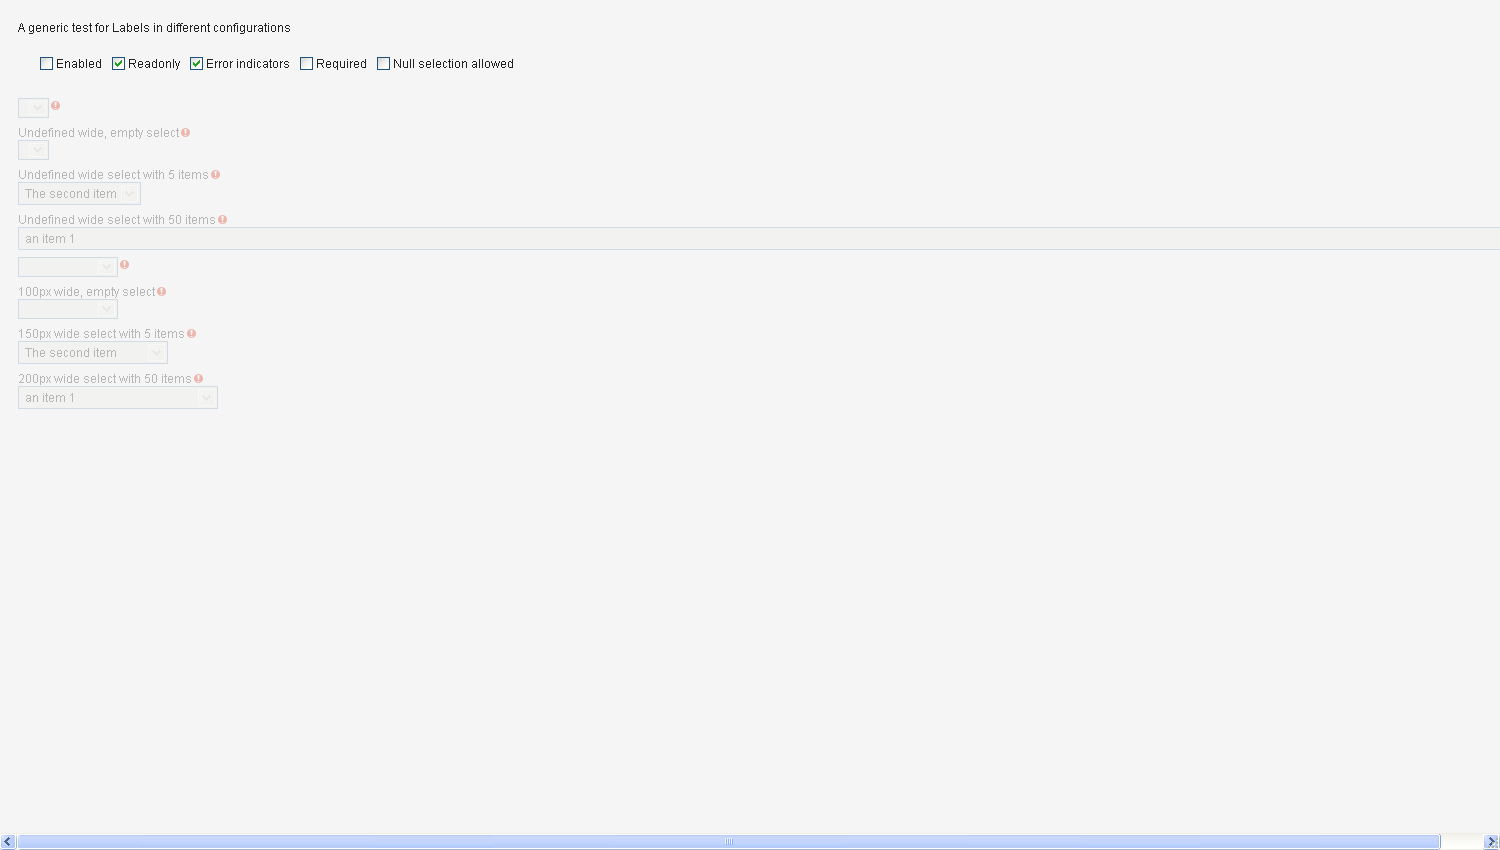 A generic test for Labels in different configurations
Enabled Readonly Error indicators Required Null selection allowed
Undefined wide, empty select
Undefined wide select with 5 items
The second item
Undefined wide select with 50 items
an item 1
100px wide, empty select
150px wide select with 5 items
The second item
200px wide select with 50 items
an item 1